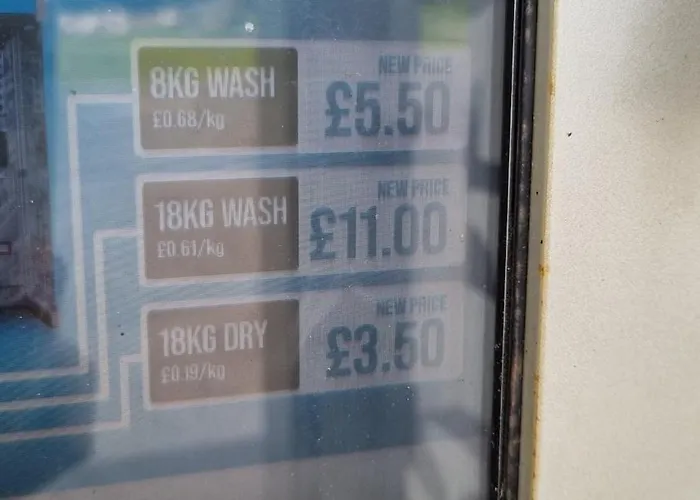 8KG WASH
£0.68/kg
NEW PRICE
£5.50
18KG WASH
£0.61/kg
NEW PRICE
£11.00
18KG DRY
£0.19/kg
NEW PRICE
£3.50